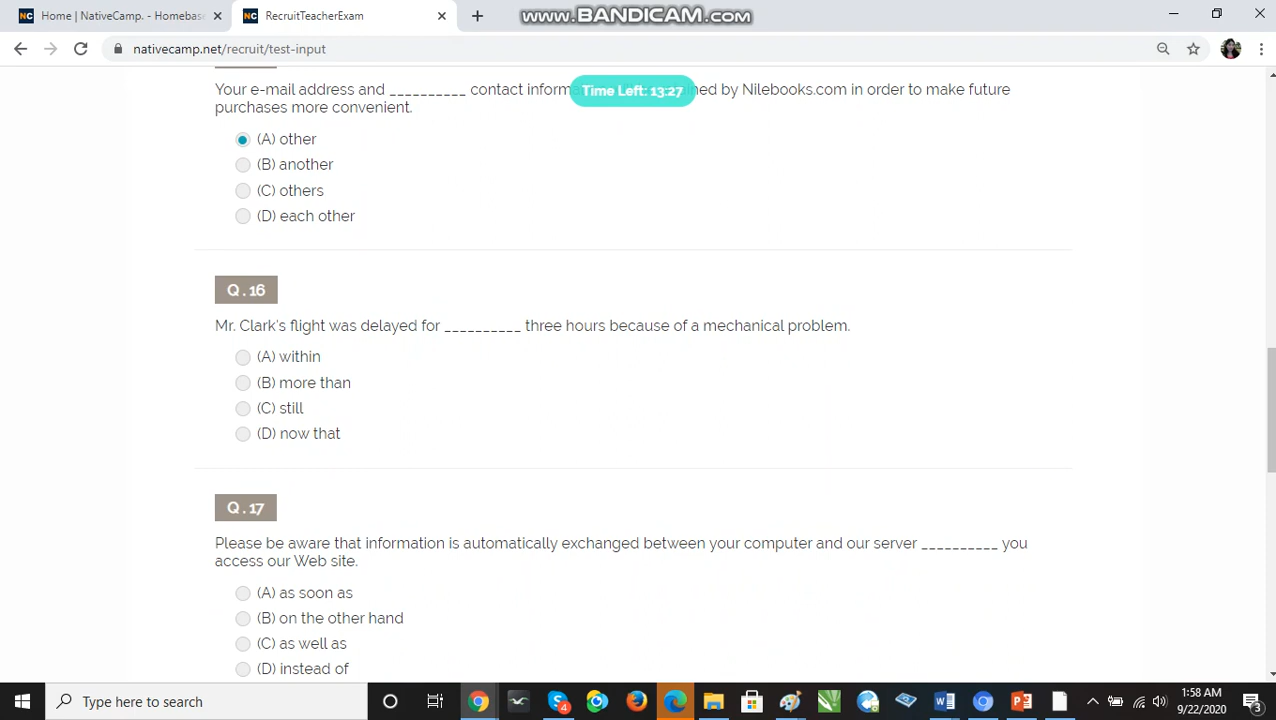 Home | NativeCamp. - Homebase
RecruitTeacherExam
www.BANDICAM.com
nativecamp.net/recruit/test-input
Time Left: 13:27
Your e-mail address and __________ contact informa ned by Nilebooks.com in order to make future
purchases more convenient.
(A) other
(B) another
(C) others
(D) each other
Q . 16
Mr. Clark's flight was delayed for __________ three hours because of a mechanical problem.
(A) within
(B) more than
(C) still
(D) now that
Q . 17
Please be aware that information is automatically exchanged between your computer and our server __________ you
access our Web site.
(A) as soon as
(B) on the other hand
(C) as well as
(D) instead of
Type here to search
4
1:58 AM
9/22/2020
3